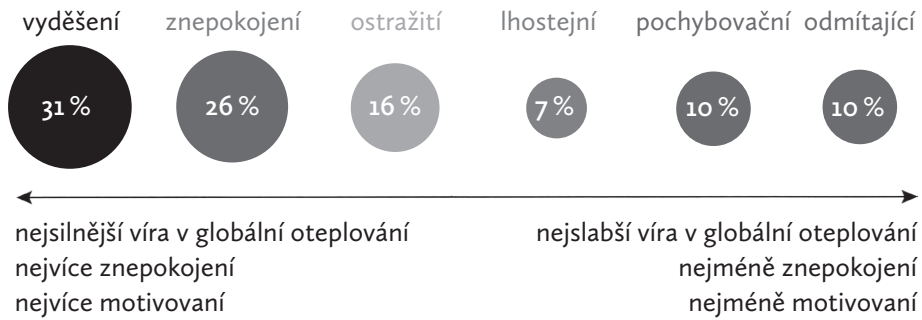 vyděšení znepokojení ostražití lhostejní pochybovační odmítající
31 % 26 % 16 % 7 % 10 % 10 %
nejsilnější víra v globální oteplování
nejvíce znepokojení
nejvíce motivovaní
nejslabší víra v globální oteplování
nejméně znepokojení
nejméně motivovaní